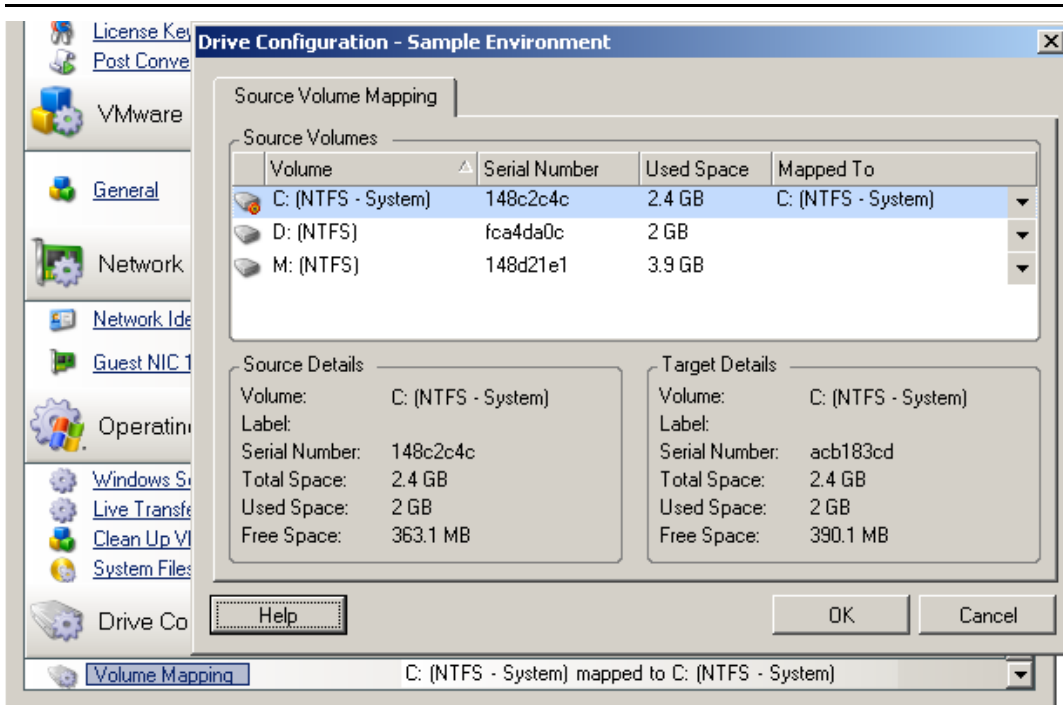 License Key
Post Conve
VMware
General
Network
Network Ide
Guest NIC 1
Operatin
Windows Se
Live Transfe
Clean Up VI
System Files
Drive Co
Volume Mapping
C: (NTFS - System) mapped to C: (NTFS - System)
Drive Configuration - Sample Environment
Source Volume Mapping
Source Volumes
Volume Serial Number Used Space Mapped To
C: (NTFS - System) 148c2c4c 2.4 GB C: (NTFS - System)
D: (NTFS) fca4da0c 2 GB
M: (NTFS) 148d21e1 3.9 GB
Source Details
Volume: C: (NTFS - System)
Label:
Serial Number: 148c2c4c
Total Space: 2.4 GB
Used Space: 2 GB
Free Space: 363.1 MB
Target Details
Volume: C: (NTFS - System)
Label:
Serial Number: acb183cd
Total Space: 2.4 GB
Used Space: 2 GB
Free Space: 390.1 MB
Help
OK
Cancel